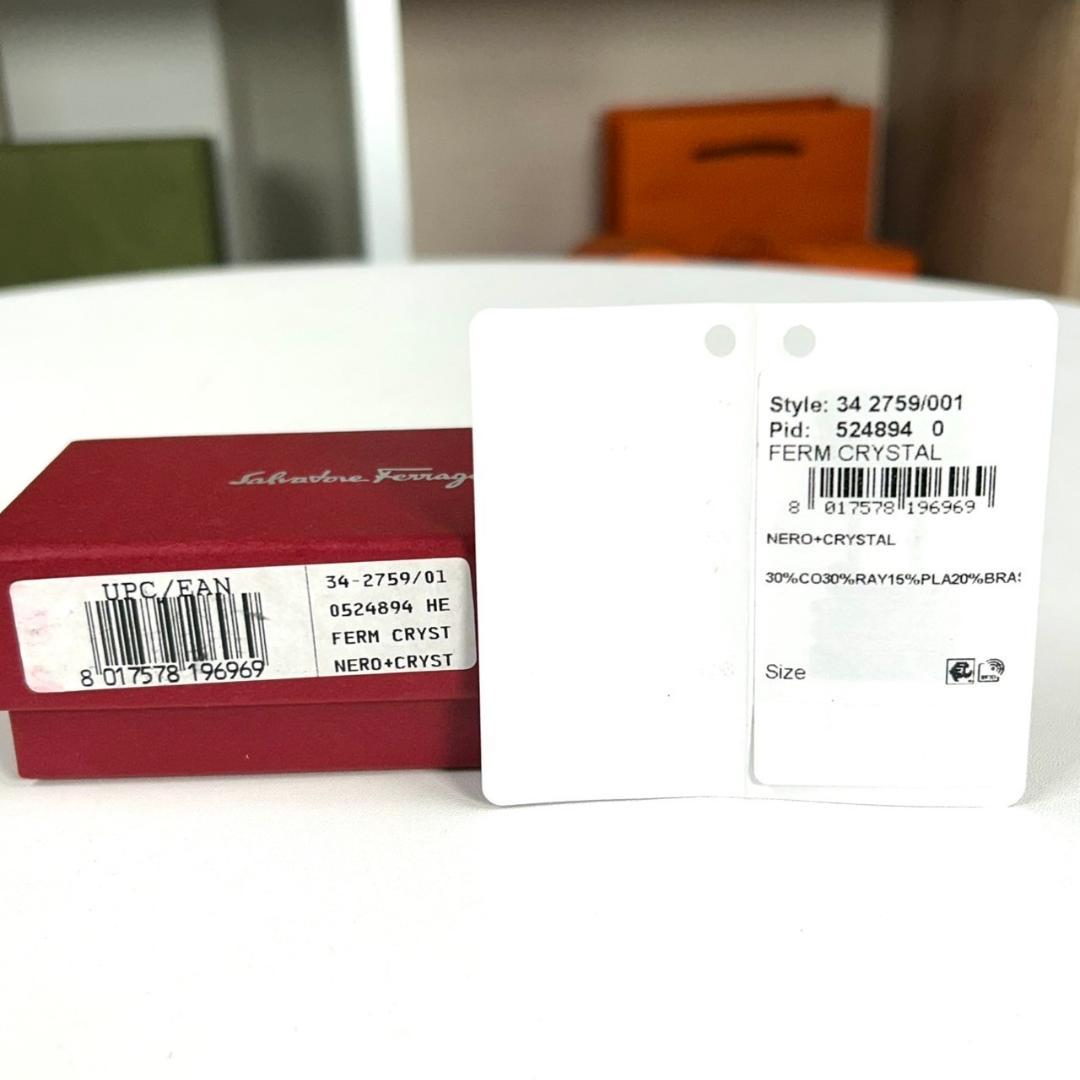 Salvatore Ferrag
UPC/EAN
8 017578 196969
34-2759/01
0524894 HE
FERM CRYST
NERO+CRYST
Style: 34 2759/001
Pid: 524894 0
FERM CRYSTAL
8 017578 196969
NERO+CRYSTAL
30%CO30%RAY15%PLA20%BRAS
Size